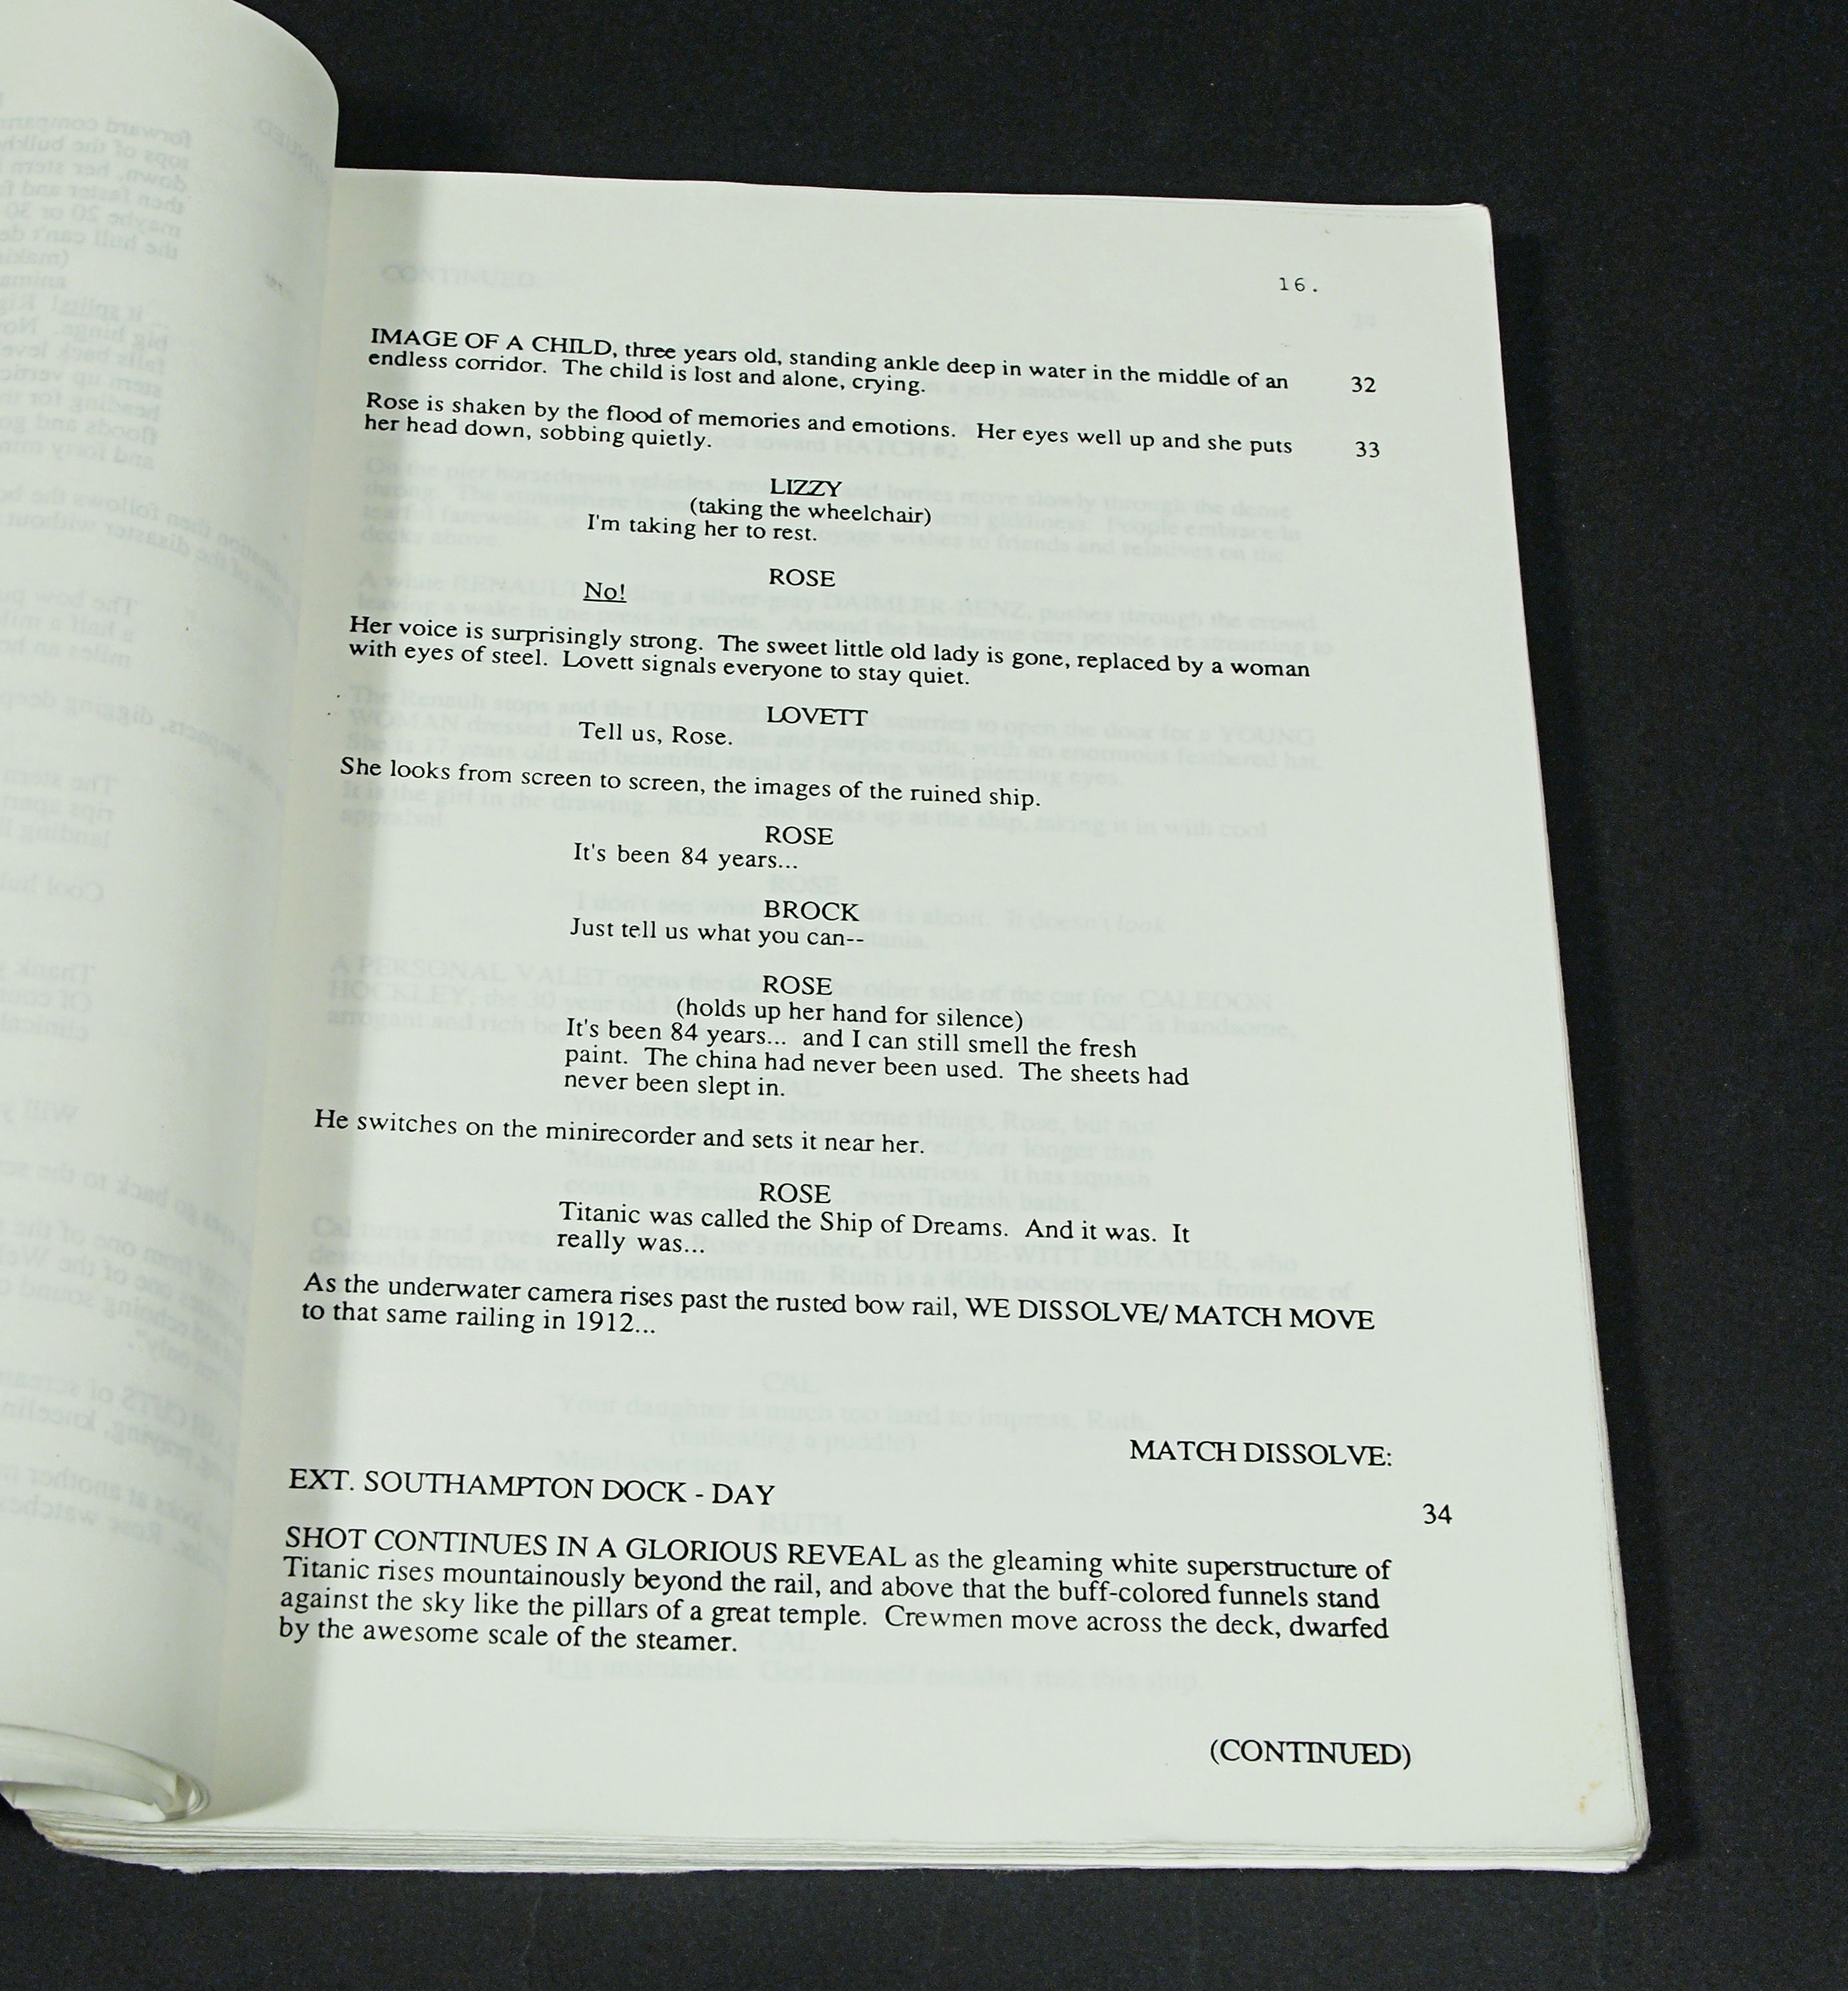 16.
IMAGE OF A CHILD, three years old, standing ankle deep in water in the middle of an 32
endless corridor. The child is lost and alone, crying.
Rose is shaken by the flood of memories and emotions. Her eyes well up and she puts 33
her head down, sobbing quietly.
LIZZY
(taking the wheelchair)
I'm taking her to rest.
ROSE
No!
Her voice is surprisingly strong. The sweet little old lady is gone, replaced by a woman
with eyes of steel. Lovett signals everyone to stay quiet.
LOVETT
Tell us, Rose.
She looks from screen to screen, the images of the ruined ship.
ROSE
It's been 84 years...
BROCK
Just tell us what you can--
ROSE
(holds up her hand for silence)
It's been 84 years... and I can still smell the fresh
paint. The china had never been used. The sheets had
never been slept in.
He switches on the minirecorder and sets it near her.
ROSE
Titanic was called the Ship of Dreams. And it was. It
really was...
As the underwater camera rises past the rusted bow rail, WE DISSOLVE/ MATCH MOVE
to that same railing in 1912...
MATCH DISSOLVE:
EXT. SOUTHAMPTON DOCK - DAY 34
SHOT CONTINUES IN A GLORIOUS REVEAL as the gleaming white superstructure of
Titanic rises mountainously beyond the rail, and above that the buff-colored funnels stand
against the sky like the pillars of a great temple. Crewmen move across the deck, dwarfed
by the awesome scale of the steamer.
(CONTINUED)